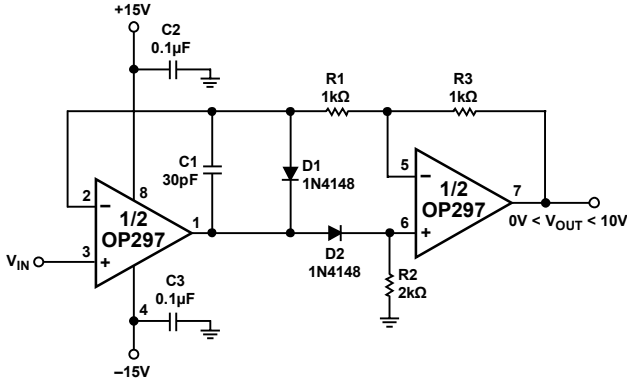 +15V
C2
0.1µF
R1
1kΩ
R3
1kΩ
C1
30pF
D1
1N4148
2
8
1/2
OP297
1
3
VIN
5
1/2
OP297
7
6
0V < VOUT < 10V
D2
1N4148
R2
2kΩ
C3
0.1µF
4
–15V